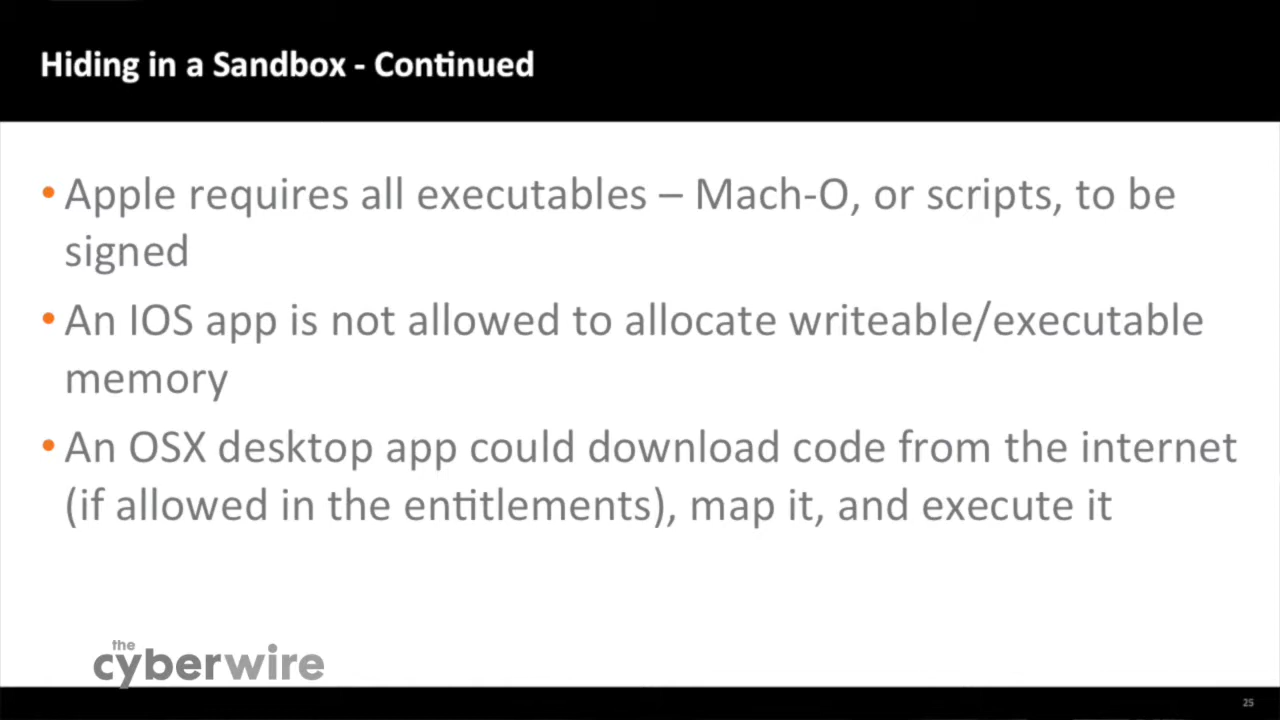 Hiding in a Sandbox - Continued
• Apple requires all executables – Mach-O, or scripts, to be
signed
• An IOS app is not allowed to allocate writeable/executable
memory
• An OSX desktop app could download code from the internet
(if allowed in the entitlements), map it, and execute it
the
cyberwire
25